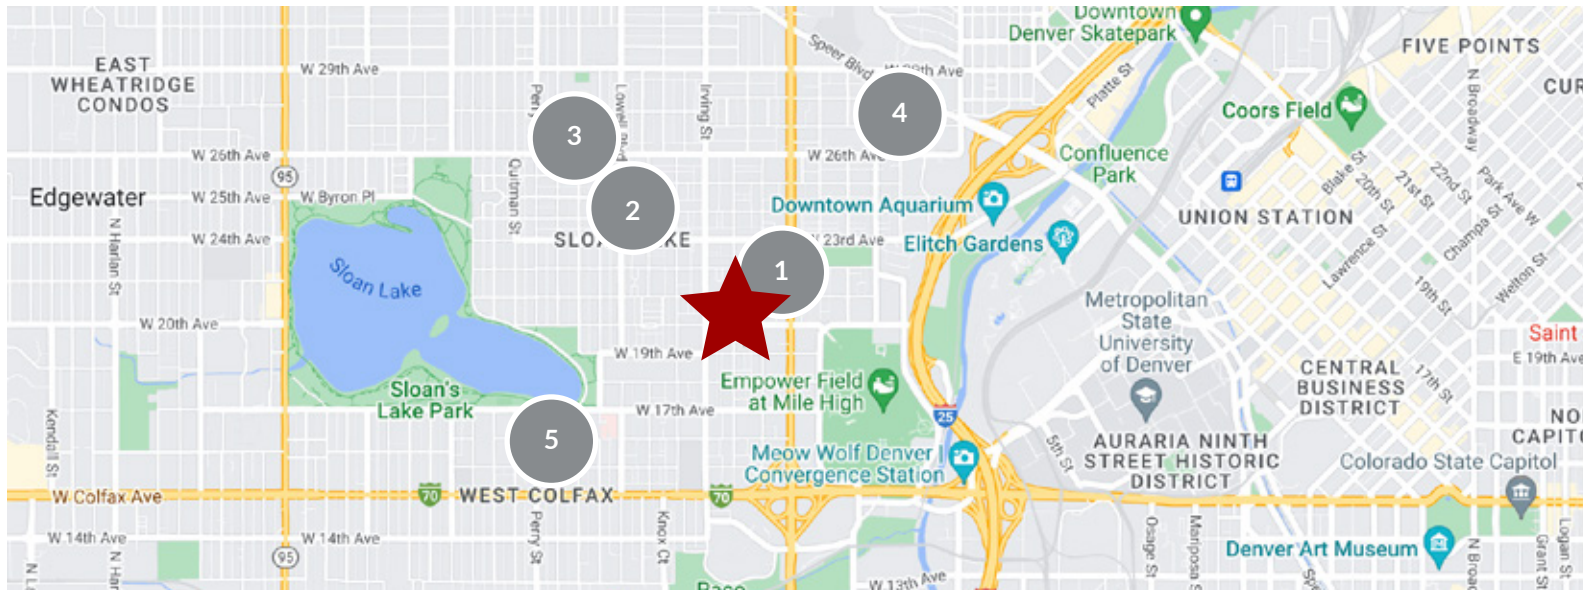 Downtown
Denver Skatepark
FIVE POINTS
EAST
WHEATRIDGE
CONDOS
W 29th Ave
Speer Blvd
Ave
Platte St
Coors Field
N Broadway
CUR
Irving St
3
4
W 26th Ave
W 26th Ave
Confluence
Park
Blake St
20th St
21st St
22nd St
Park Ave W
95
Edgewater
W 25th Ave
W Byron Pl
Quitman St
2
Downtown Aquarium
UNION STATION
N Harlan St
W 24th Ave
23rd Ave
Elitch Gardens
Lawrence St
Champa St
Welton St
19th St
Sloan Lake
1
Metropolitan
State
University
of Denver
W 20th Ave
W 19th Ave
Saint
E 19th Ave
CENTRAL
BUSINESS
DISTRICT
17th St
Empower Field
at Mile High
Sloan's
Lake Park
W 17th Ave
25
NO
CAPITO
Kendall St
5
5th St
AURARIA NINTH
STREET HISTORIC
DISTRICT
Meow Wolf Denver |
Convergence Station
Colorado State Capitol
W Colfax Ave
70
WEST COLFAX
70
W 14th Ave
95
W 14th Ave
Perry St
Knox Ct
Osage St
Mariposa S
Denver Art Museum
N Broad
Grant St
Logan St
N Har
W 13th Ave